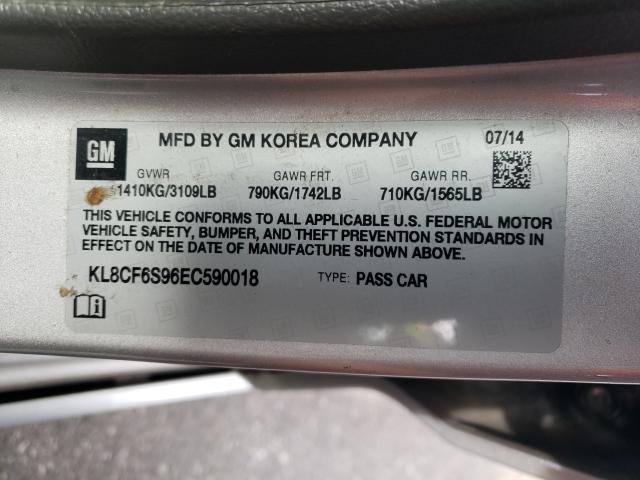 GM
MFD BY GM KOREA COMPANY 07/14
GVWR GAWR FRT. GAWR RR.
1410KG/3109LB 790KG/1742LB 710KG/1565LB
THIS VEHICLE CONFORMS TO ALL APPLICABLE U.S. FEDERAL MOTOR
VEHICLE SAFETY, BUMPER, AND THEFT PREVENTION STANDARDS IN
EFFECT ON THE DATE OF MANUFACTURE SHOWN ABOVE.
KL8CF6S96EC590018 TYPE: PASS CAR